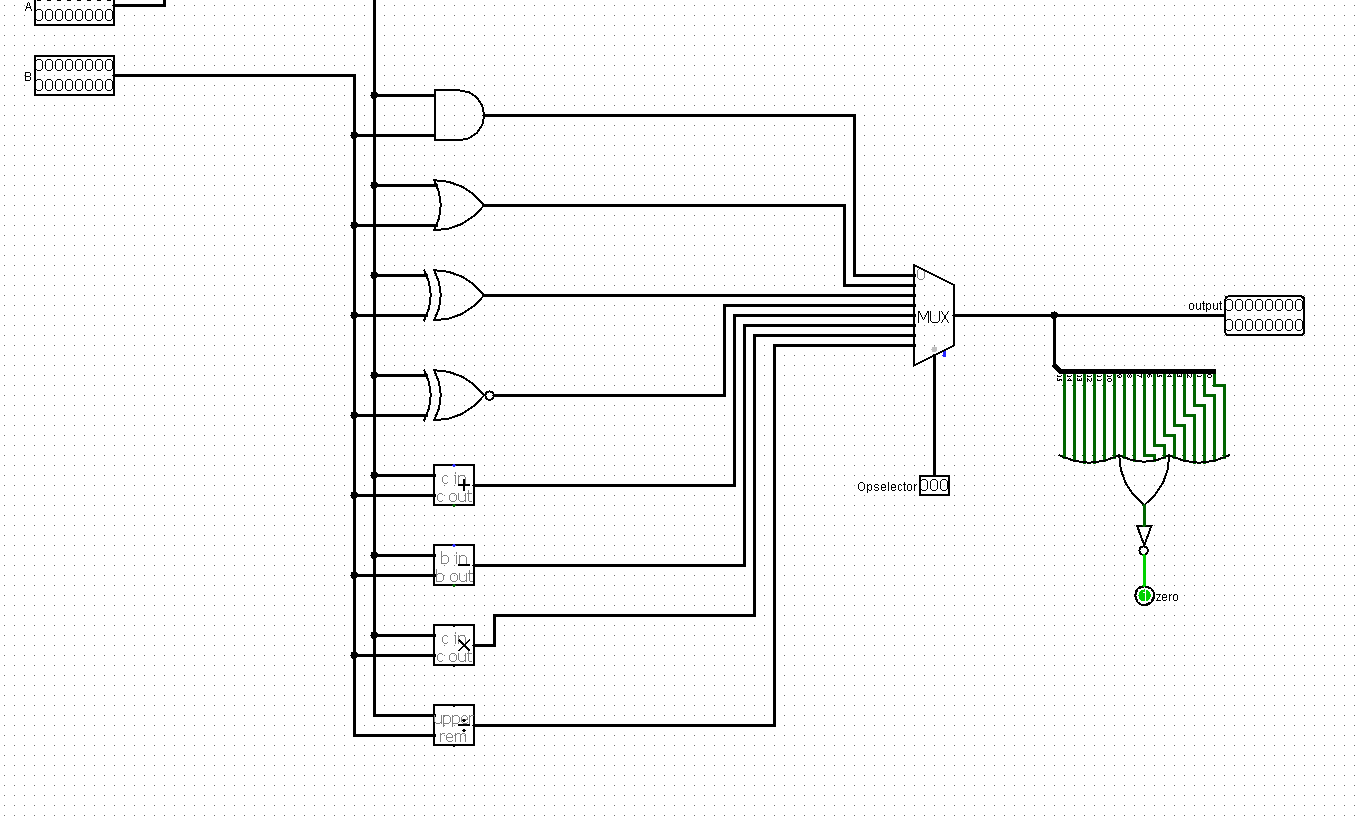 A
00000000
B
00000000
00000000
0
MUX
output
00000000
00000000
c in
+
c out
Opselector
000
b in
−
b out
zero
c in
×
c out
upper
÷
rem